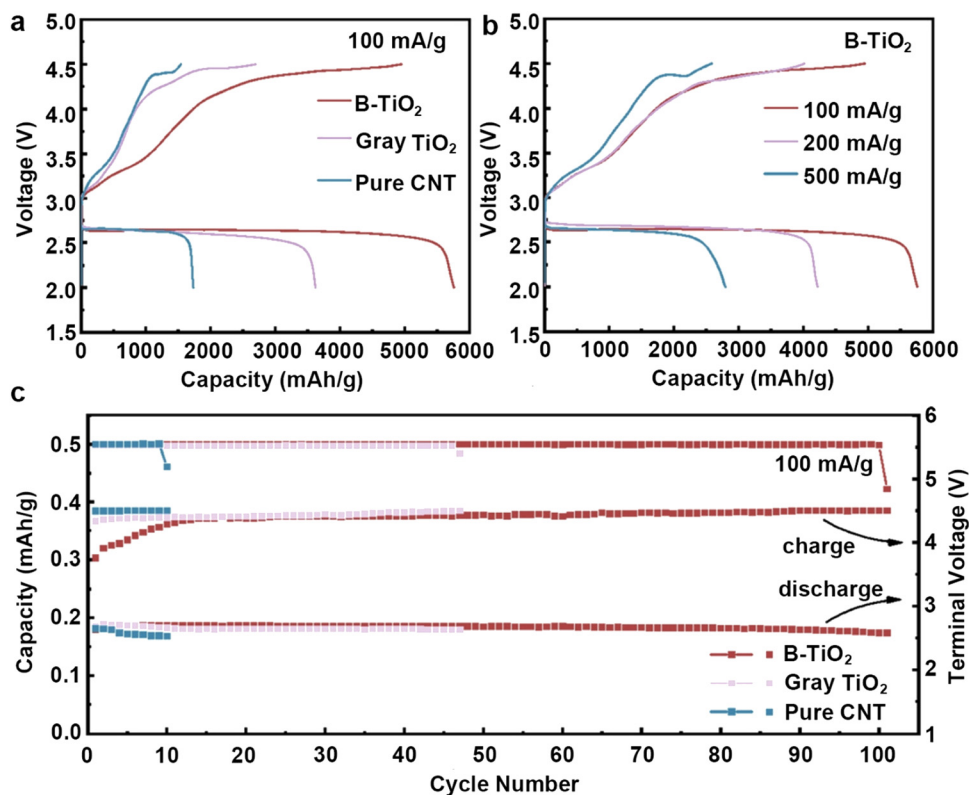 a
5.0
4.5
4.0
3.5
3.0
2.5
2.0
1.5
Voltage (V)
100 mA/g
B-TiO₂
Gray TiO₂
Pure CNT
0 1000 2000 3000 4000 5000 6000
Capacity (mAh/g)
b
5.0
4.5
4.0
3.5
3.0
2.5
2.0
1.5
Voltage (V)
B-TiO₂
100 mA/g
200 mA/g
500 mA/g
0 1000 2000 3000 4000 5000 6000
Capacity (mAh/g)
c
0.5
0.4
0.3
0.2
0.1
0.0
Capacity (mAh/g)
100 mA/g
charge
discharge
B-TiO₂
Gray TiO₂
Pure CNT
6
5
4
3
2
1
Terminal Voltage (V)
0 10 20 30 40 50 60 70 80 90 100
Cycle Number